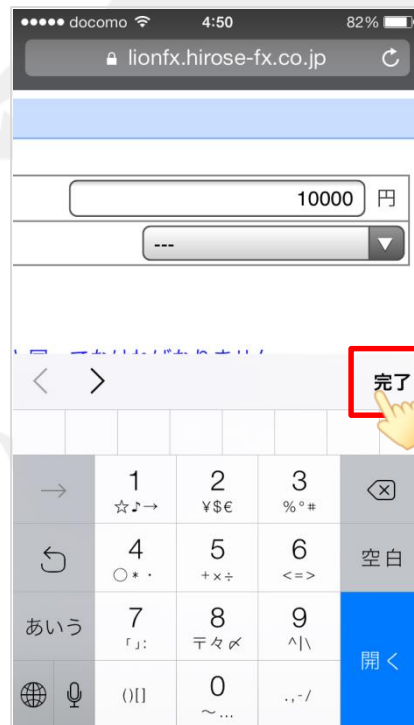 docomo 4:50 82%
lionfx.hirose-fx.co.jp
10000 円
---
完了
→ 1 2 3
☆♪→ ¥$€ %°#
4 5 6 空白
○*・ +×÷ <=>
あいう 7 8 9
「」: 〒々〆 ^|\
開く
()[] 0 .,-/
~…